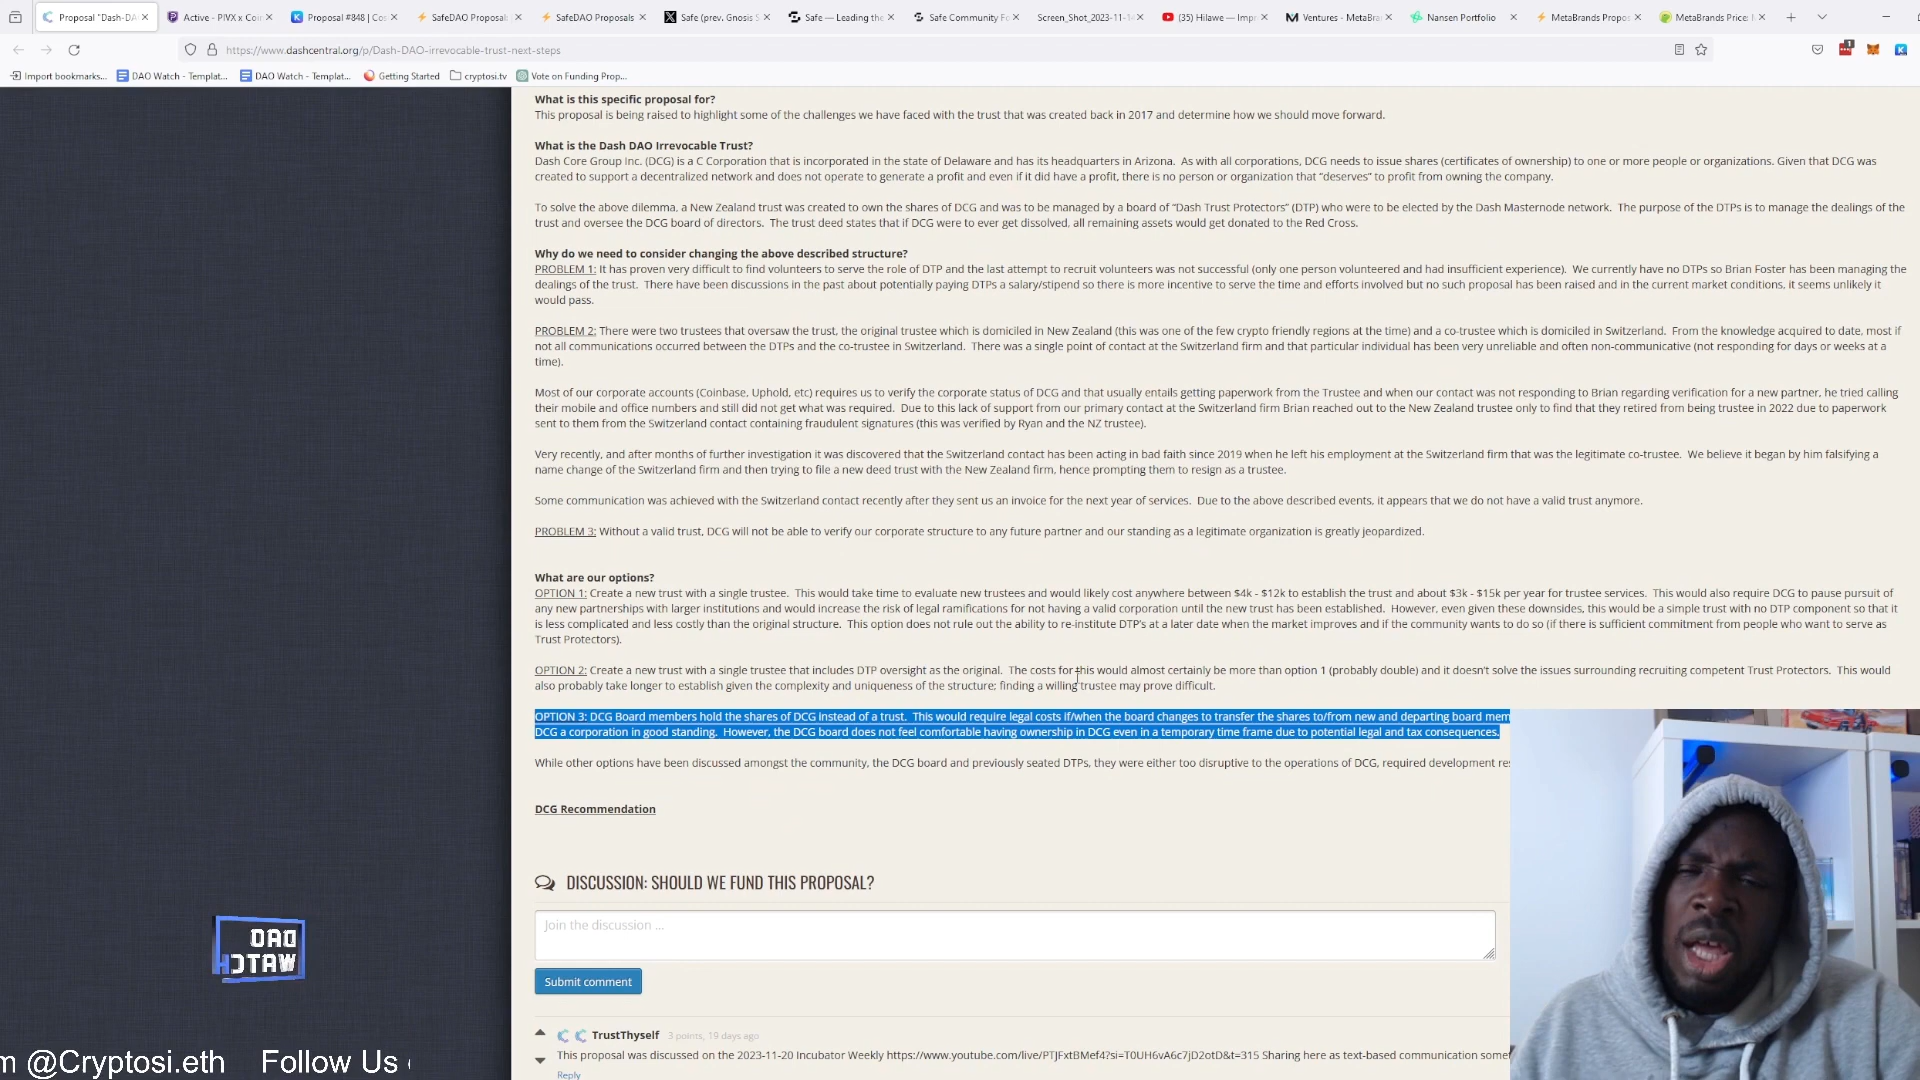 Proposal "Dash-DA
Active - PIVX x Coin
Proposal #848 | Cos
SafeDAO Proposal
SafeDAO Proposals
Safe (prev. Gnosis S
Safe — Leading the
Safe Community Fo
Screen_Shot_2023-11-1
(35) Hilawe — Impr
Ventures - MetaBran
Nansen Portfolio
MetaBrands Propo
MetaBrands Price:
https://www.dashcentral.org/p/Dash-DAO-irrevocable-trust-next-steps
Import bookmarks...
DAO Watch - Templat...
DAO Watch - Templat...
Getting Started
cryptosi.tv
Vote on Funding Prop...
What is this specific proposal for?
This proposal is being raised to highlight some of the challenges we have faced with the trust that was created back in 2017 and determine how we should move forward.
What is the Dash DAO Irrevocable Trust?
Dash Core Group Inc. (DCG) is a C Corporation that is incorporated in the state of Delaware and has its headquarters in Arizona. As with all corporations, DCG needs to issue shares (certificates of ownership) to one or more people or organizations. Given that DCG was
created to support a decentralized network and does not operate to generate a profit and even if it did have a profit, there is no person or organization that “deserves” to profit from owning the company.
To solve the above dilemma, a New Zealand trust was created to own the shares of DCG and was to be managed by a board of “Dash Trust Protectors” (DTP) who were to be elected by the Dash Masternode network. The purpose of the DTPs is to manage the dealings of the
trust and oversee the DCG board of directors. The trust deed states that if DCG were to ever get dissolved, all remaining assets would get donated to the Red Cross.
Why do we need to consider changing the above described structure?
PROBLEM 1: It has proven very difficult to find volunteers to serve the role of DTP and the last attempt to recruit volunteers was not successful (only one person volunteered and had insufficient experience). We currently have no DTPs so Brian Foster has been managing the
dealings of the trust. There have been discussions in the past about potentially paying DTPs a salary/stipend so there is more incentive to serve the time and efforts involved but no such proposal has been raised and in the current market conditions, it seems unlikely it
would pass.
PROBLEM 2: There were two trustees that oversaw the trust, the original trustee which is domiciled in New Zealand (this was one of the few crypto friendly regions at the time) and a co-trustee which is domiciled in Switzerland. From the knowledge acquired to date, most if
not all communications occurred between the DTPs and the co-trustee in Switzerland. There was a single point of contact at the Switzerland firm and that particular individual has been very unreliable and often non-communicative (not responding for days or weeks at a
time).
Most of our corporate accounts (Coinbase, Uphold, etc) requires us to verify the corporate status of DCG and that usually entails getting paperwork from the Trustee and when our contact was not responding to Brian regarding verification for a new partner, he tried calling
their mobile and office numbers and still did not get what was required. Due to this lack of support from our primary contact at the Switzerland firm Brian reached out to the New Zealand trustee only to find that they retired from being trustee in 2022 due to paperwork
sent to them from the Switzerland contact containing fraudulent signatures (this was verified by Ryan and the NZ trustee).
Very recently, and after months of further investigation it was discovered that the Switzerland contact has been acting in bad faith since 2019 when he left his employment at the Switzerland firm that was the legitimate co-trustee. We believe it began by him falsifying a
name change of the Switzerland firm and then trying to file a new deed trust with the New Zealand firm, hence prompting them to resign as a trustee.
Some communication was achieved with the Switzerland contact recently after they sent us an invoice for the next year of services. Due to the above described events, it appears that we do not have a valid trust anymore.
PROBLEM 3: Without a valid trust, DCG will not be able to verify our corporate structure to any future partner and our standing as a legitimate organization is greatly jeopardized.
What are our options?
OPTION 1: Create a new trust with a single trustee. This would take time to evaluate new trustees and would likely cost anywhere between $4k - $12k to establish the trust and about $3k - $15k per year for trustee services. This would also require DCG to pause pursuit of
any new partnerships with larger institutions and would increase the risk of legal ramifications for not having a valid corporation until the new trust has been established. However, even given these downsides, this would be a simple trust with no DTP component so that it
is less complicated and less costly than the original structure. This option does not rule out the ability to re-institute DTP's at a later date when the market improves and if the community wants to do so (if there is sufficient commitment from people who want to serve as
Trust Protectors).
OPTION 2: Create a new trust with a single trustee that includes DTP oversight as the original. The costs for this would almost certainly be more than option 1 (probably double) and it doesn't solve the issues surrounding recruiting competent Trust Protectors. This would
also probably take longer to establish given the complexity and uniqueness of the structure; finding a willing trustee may prove difficult.
OPTION 3: DCG Board members hold the shares of DCG instead of a trust. This would require legal costs if/when the board changes to transfer the shares to/from new and departing board mem
DCG a corporation in good standing. However, the DCG board does not feel comfortable having ownership in DCG even in a temporary time frame due to potential legal and tax consequences.
While other options have been discussed amongst the community, the DCG board and previously seated DTPs, they were either too disruptive to the operations of DCG, required development res
DCG Recommendation
DISCUSSION: SHOULD WE FUND THIS PROPOSAL?
Join the discussion ...
Submit comment
TrustThyself 3 points, 19 days ago
This proposal was discussed on the 2023-11-20 Incubator Weekly https://www.youtube.com/live/PTJFxtBMef4?si=T0UH6vA6c7jD2otD&t=315 Sharing here as text-based communication some
Reply
DAO
WATCH
m @Cryptosi.eth Follow Us